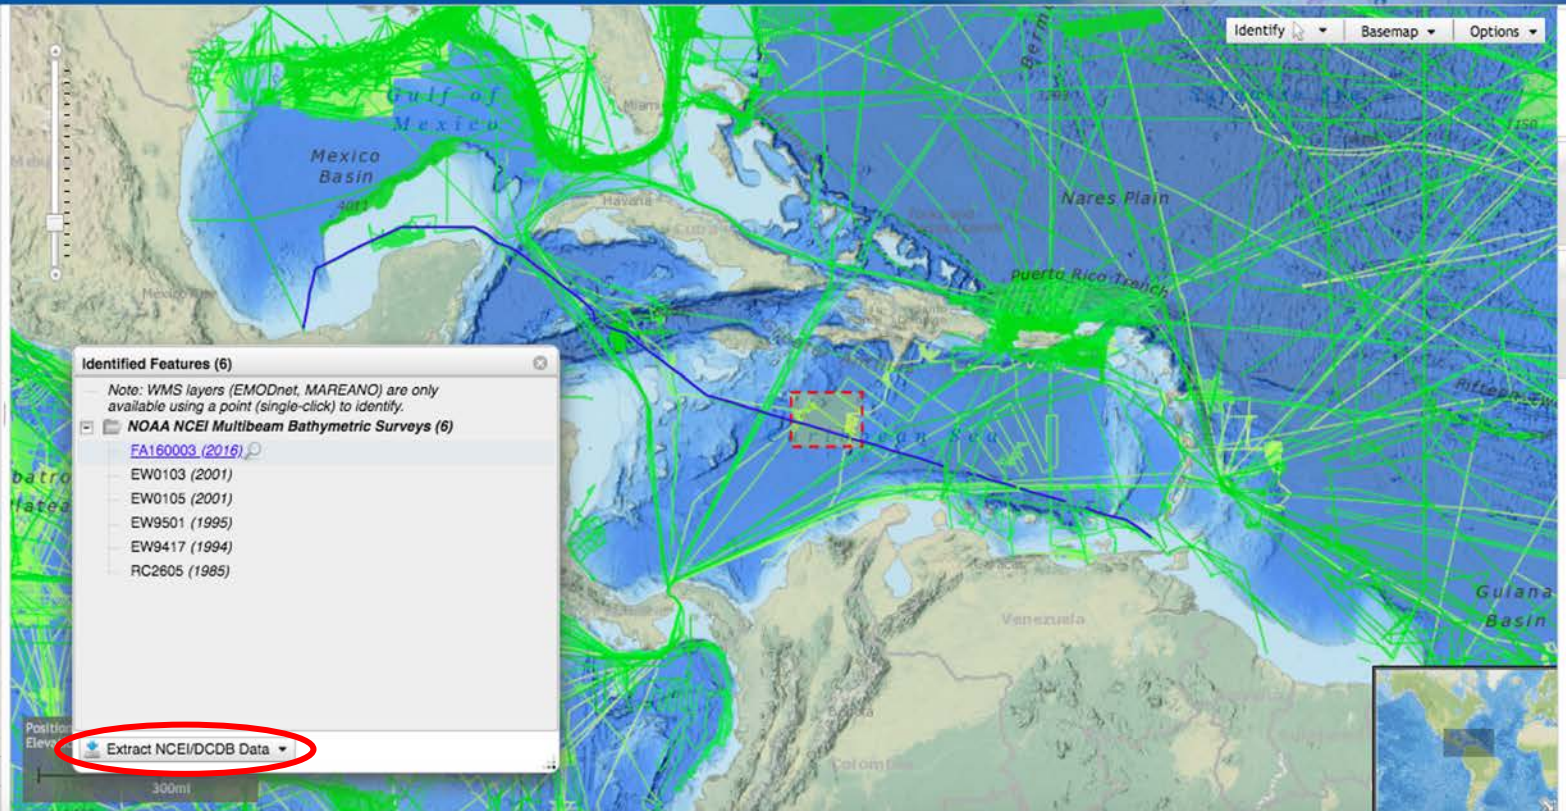 Identify
Basemap
Options
Gulf of
Mexico
Miami
Mexico
Basin
Havana
Cuba
Nares Plain
Puerto Rico Trench
Identified Features (6)
Note: WMS layers (EMODnet, MAREANO) are only
available using a point (single-click) to identify.
NOAA NCEI Multibeam Bathymetric Surveys (6)
FA160003 (2016)
EW0103 (2001)
EW0105 (2001)
EW9501 (1995)
EW9417 (1994)
RC2605 (1985)
Extract NCEI/DCDB Data
300mi
Caracas
Venezuela
Guiana
Basin